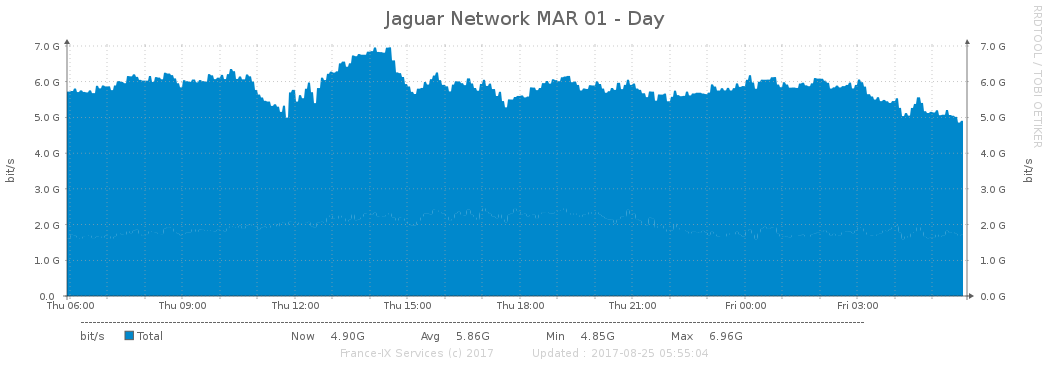 Jaguar Network MAR 01 - Day
RRDTOOL / TOBI OETIKER
7.0 G 7.0 G
6.0 G 6.0 G
5.0 G 5.0 G
4.0 G 4.0 G
3.0 G 3.0 G
2.0 G 2.0 G
1.0 G 1.0 G
0.0 0.0 G
bit/s
bit/s
Thu 06:00 Thu 09:00 Thu 12:00 Thu 15:00 Thu 18:00 Thu 21:00 Fri 00:00 Fri 03:00
bit/s Total Now 4.90G Avg 5.86G Min 4.85G Max 6.96G
France-IX Services (c) 2017 Updated : 2017-08-25 05:55:04